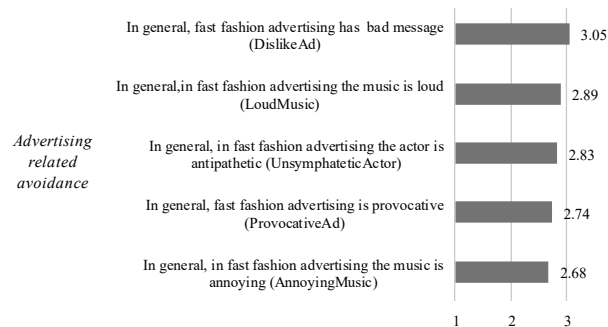 In general, fast fashion advertising has bad message
(DislikeAd)
3.05
In general,in fast fashion advertising the music is loud
(LoudMusic)
2.89
Advertising
related
avoidance
In general, in fast fashion advertising the actor is
antipathetic (UnsymphateticActor)
2.83
In general, fast fashion advertising is provocative
(ProvocativeAd)
2.74
In general, in fast fashion advertising the music is
annoying (AnnoyingMusic)
2.68
1 2 3